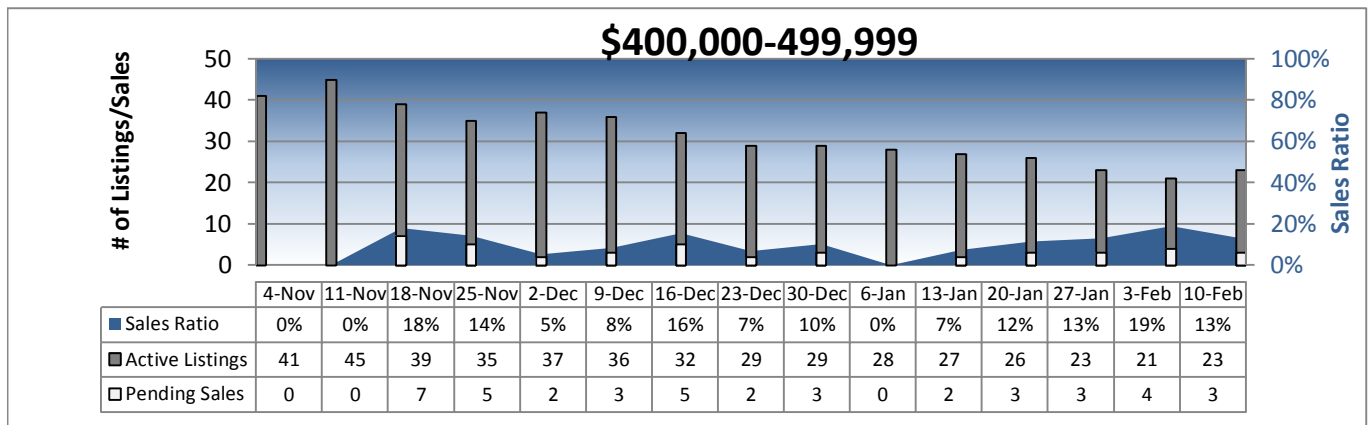 $400,000-499,999
# of Listings/Sales
50
40
30
20
10
0
100%
80%
60%
40%
20%
0%
Sales Ratio
4-Nov 11-Nov 18-Nov 25-Nov 2-Dec 9-Dec 16-Dec 23-Dec 30-Dec 6-Jan 13-Jan 20-Jan 27-Jan 3-Feb 10-Feb
Sales Ratio 0% 0% 18% 14% 5% 8% 16% 7% 10% 0% 7% 12% 13% 19% 13%
Active Listings 41 45 39 35 37 36 32 29 29 28 27 26 23 21 23
Pending Sales 0 0 7 5 2 3 5 2 3 0 2 3 3 4 3